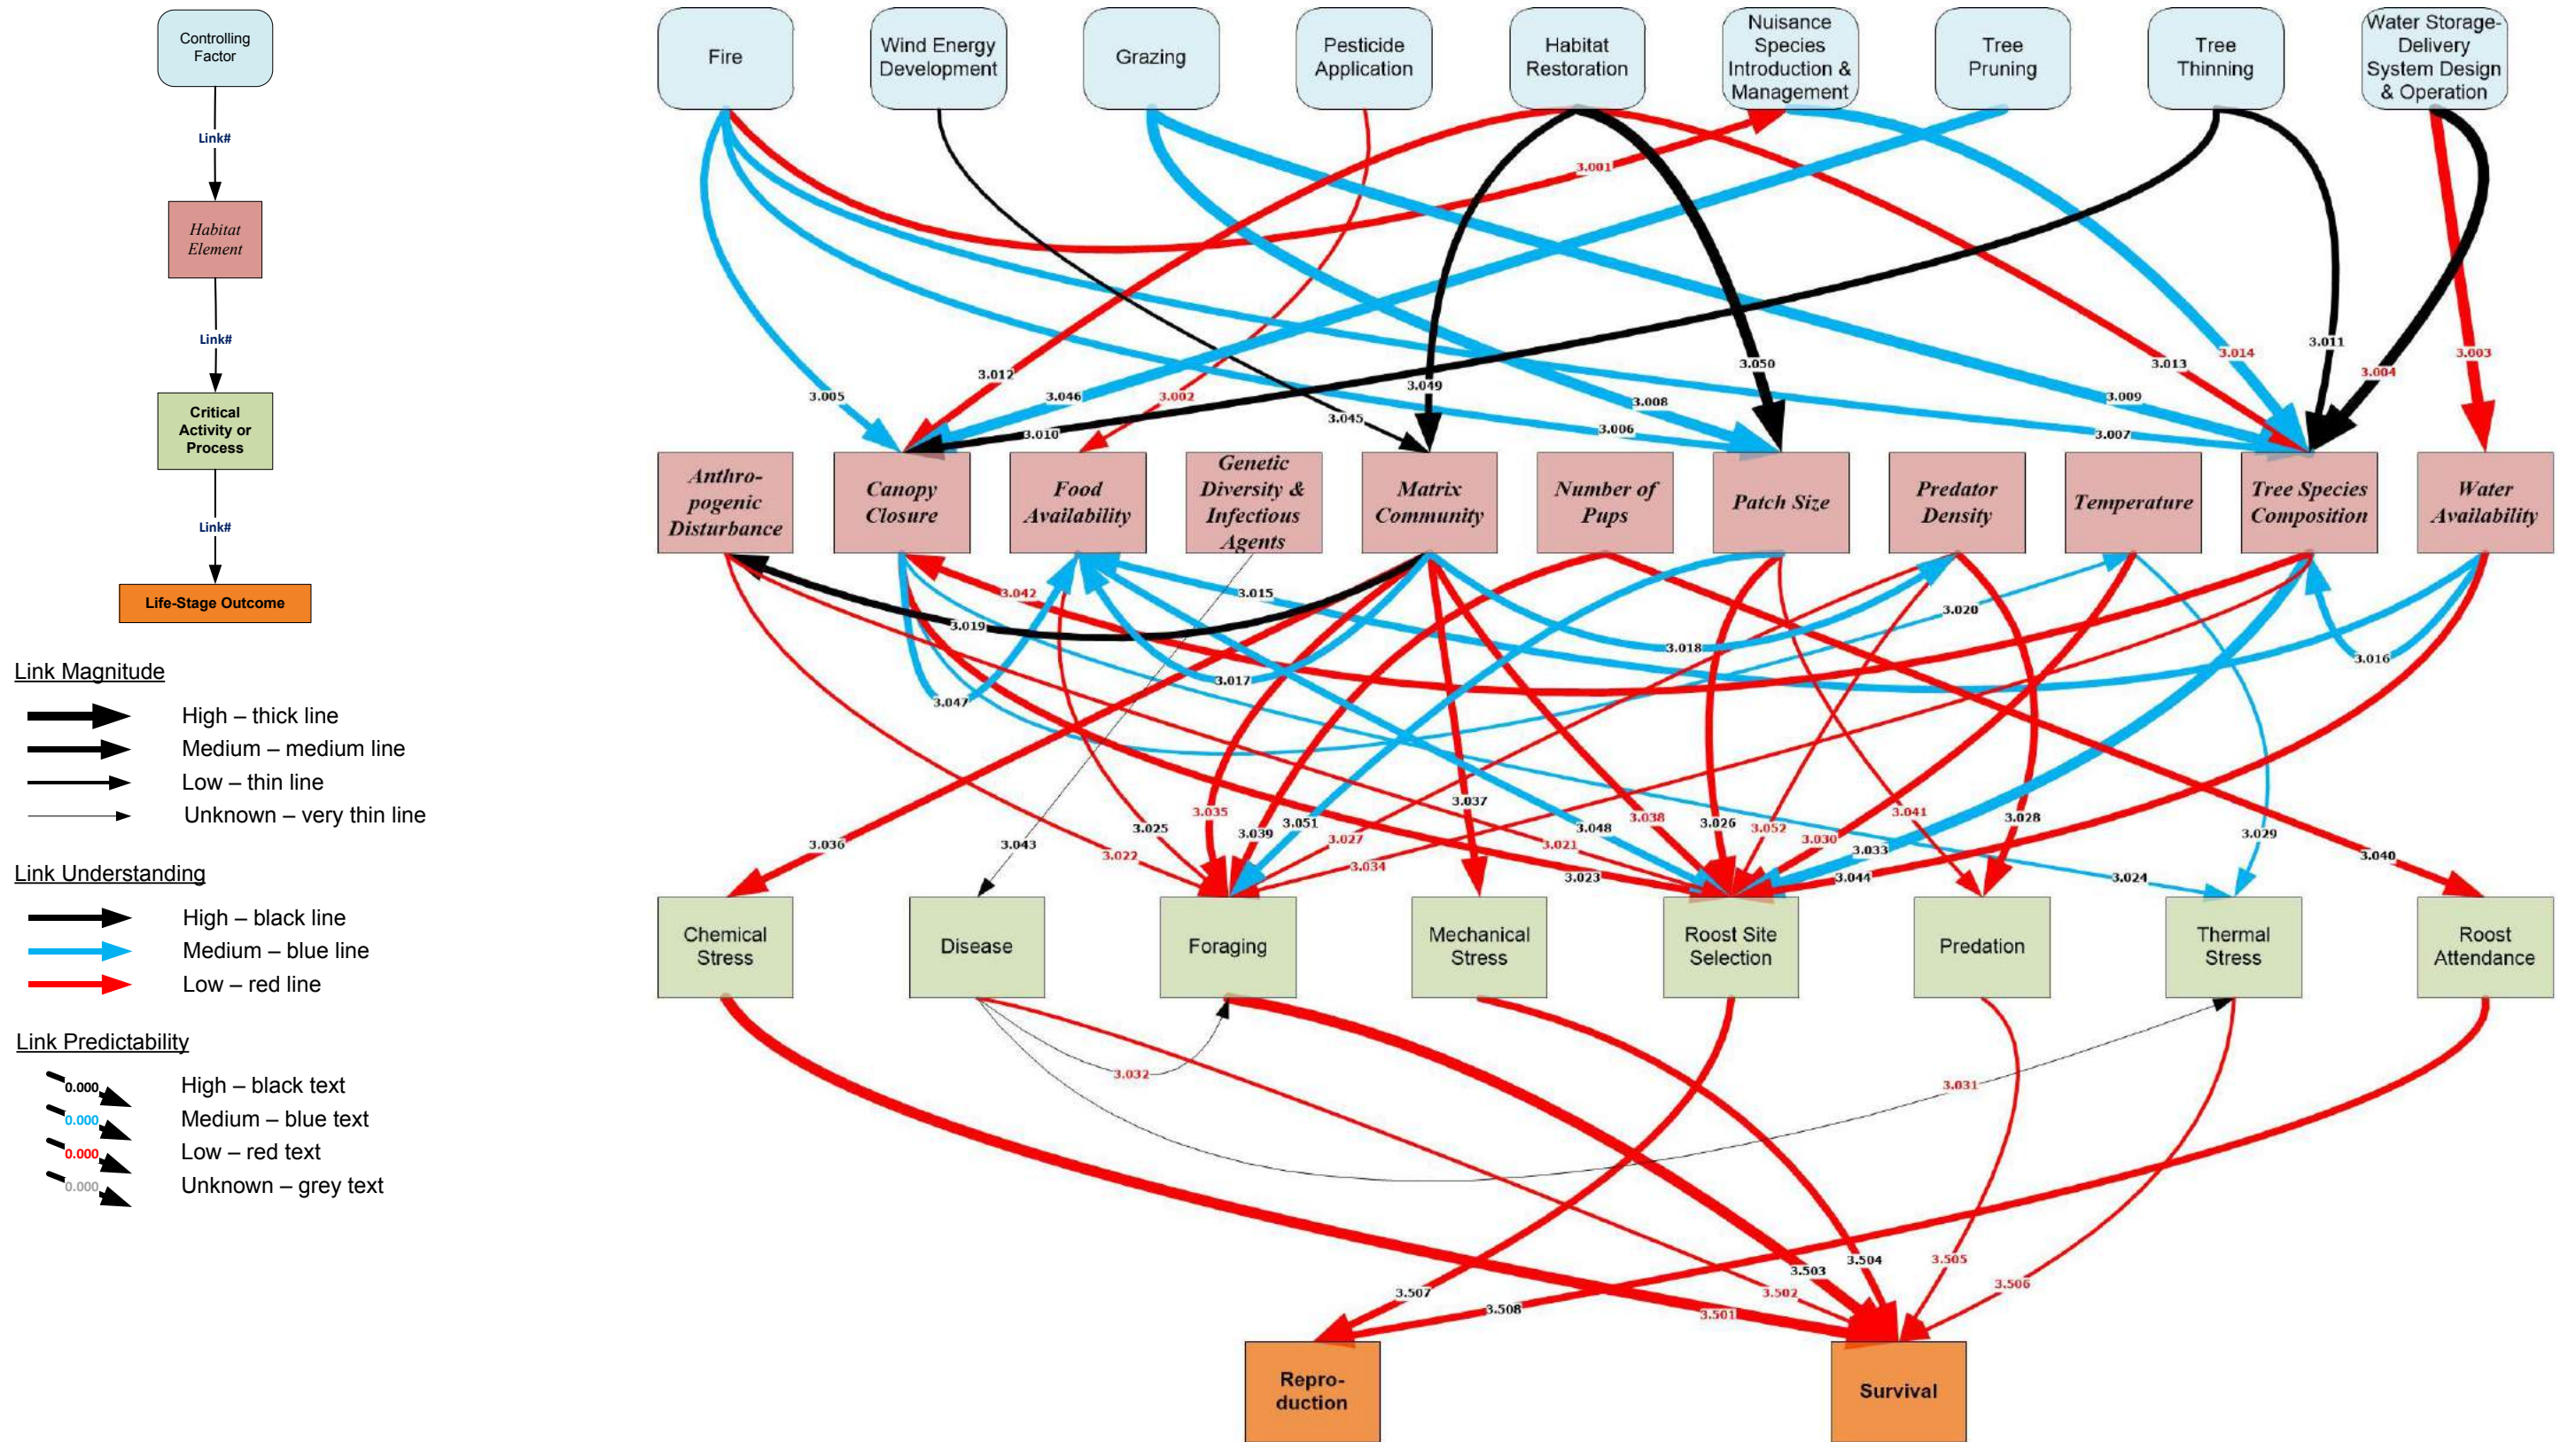 Controlling
Factor
Link#
Habitat
Element
Link#
Critical
Activity or
Process
Link#
Life-Stage Outcome
Link Magnitude
High – thick line
Medium – medium line
Low – thin line
Unknown – very thin line
Link Understanding
High – black line
Medium – blue line
Low – red line
Link Predictability
0.000
High – black text
0.000
Medium – blue text
0.000
Low – red text
0.000
Unknown – grey text
Fire
Wind Energy
Development
Grazing
Pesticide
Application
Habitat
Restoration
Nuisance
Species
Introduction &
Management
Tree
Pruning
Tree
Thinning
Water Storage-
Delivery
System Design
& Operation
3.001
3.011
3.014
3.003
3.013
3.050
3.004
3.012
3.049
3.005
3.046
3.002
3.009
3.008
3.045
3.006
3.007
3.010
Anthro-
pogenic
Disturbance
Canopy
Closure
Food
Availability
Genetic
Diversity &
Infectious
Agents
Matrix
Community
Number of
Pups
Patch Size
Predator
Density
Temperature
Tree Species
Composition
Water
Availability
3.042
3.015
3.020
3.019
3.018
3.016
3.017
3.047
3.037
3.035
3.038
3.041
3.028
3.026
3.051
3.025
3.039
3.048
3.052
3.029
3.027
3.030
3.036
3.043
3.021
3.033
3.022
3.040
3.034
3.023
3.044
3.024
Chemical
Stress
Disease
Foraging
Mechanical
Stress
Roost Site
Selection
Predation
Thermal
Stress
Roost
Attendance
3.032
3.031
3.504
3.505
3.503
3.506
3.507
3.502
3.508
3.501
Repro-
duction
Survival